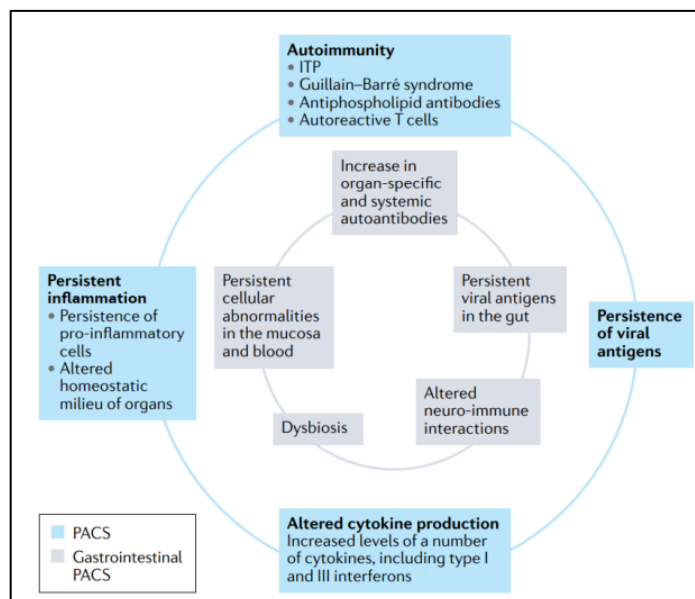 Autoimmunity
• ITP
• Guillain–Barré syndrome
• Antiphospholipid antibodies
• Autoreactive T cells
Increase in
organ-specific
and systemic
autoantibodies
Persistent
inflammation
• Persistence of
pro-inflammatory
cells
• Altered
homeostatic
milieu of organs
Persistent
cellular
abnormalities
in the mucosa
and blood
Persistent
viral antigens
in the gut
Persistence
of viral
antigens
Dysbiosis
Altered
neuro-immune
interactions
Altered cytokine production
Increased levels of a number
of cytokines, including type I
and III interferons
PACS
Gastrointestinal
PACS